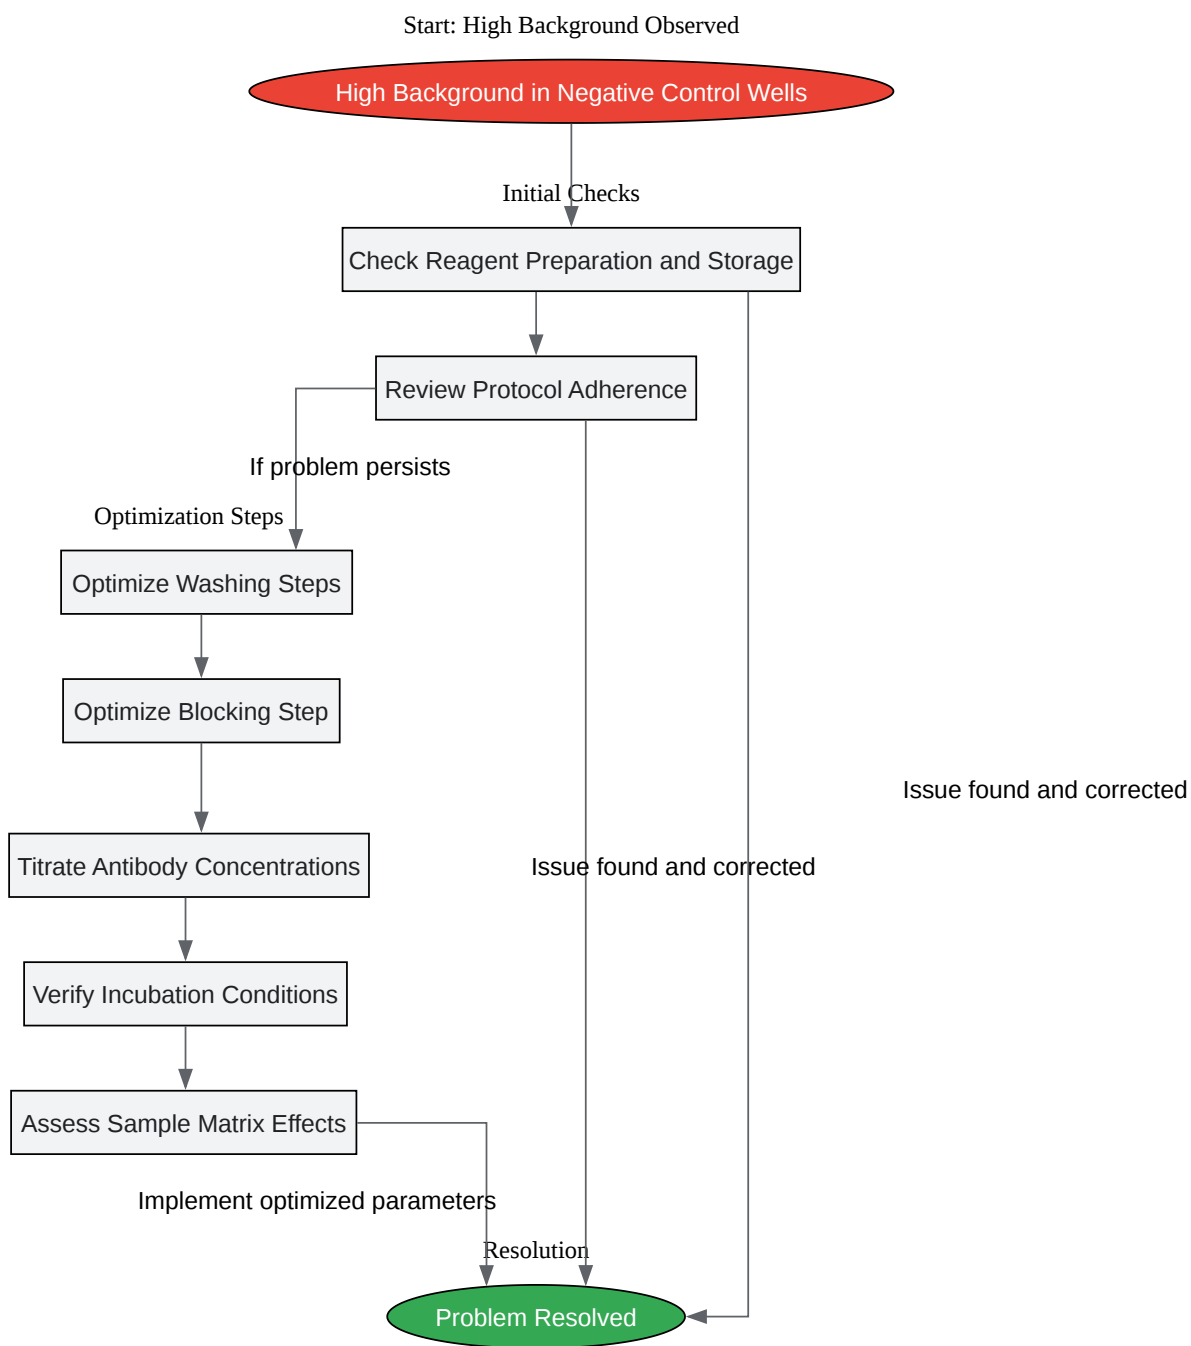 Start: High Background Observed
High Background in Negative Control Wells
Initial Checks
Check Reagent Preparation and Storage
Review Protocol Adherence
If problem persists
Optimization Steps
Optimize Washing Steps
Optimize Blocking Step
Issue found and corrected
Titrate Antibody Concentrations
Issue found and corrected
Verify Incubation Conditions
Assess Sample Matrix Effects
Implement optimized parameters
Resolution
Problem Resolved